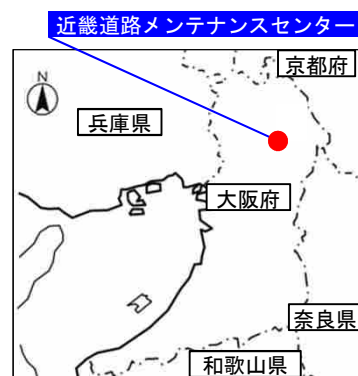 近畿道路メンテナンスセンター
京都府
N
兵庫県
大阪府
奈良県
和歌山県